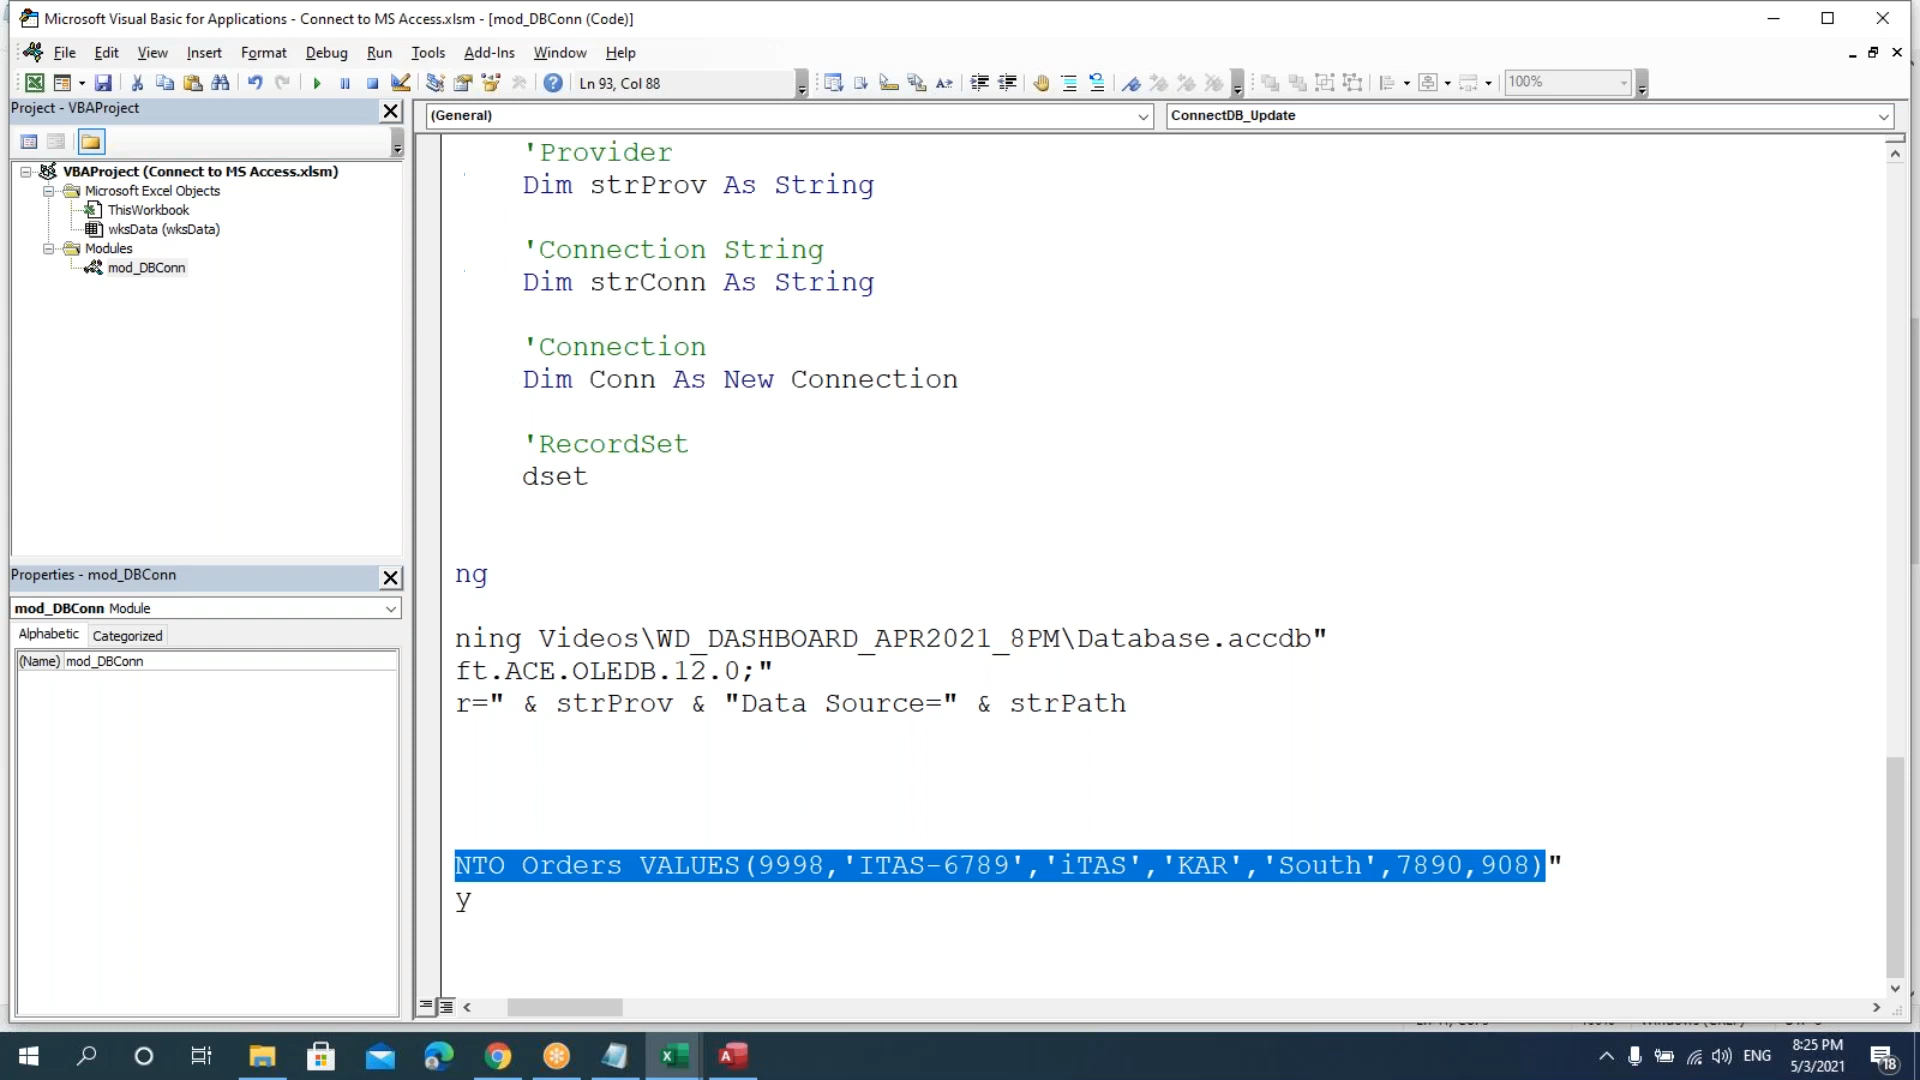 Microsoft Visual Basic for Applications - Connect to MS Access.xlsm - [mod_DBConn (Code)]
File Edit View Insert Format Debug Run Tools Add-Ins Window Help
Ln 93, Col 88
100%
Project - VBAProject
(General)
ConnectDB_Update
VBAProject (Connect to MS Access.xlsm)
Microsoft Excel Objects
ThisWorkbook
wksData (wksData)
Modules
mod_DBConn
Properties - mod_DBConn
mod_DBConn Module
Alphabetic Categorized
(Name) mod_DBConn
'Provider
Dim strProv As String
'Connection String
Dim strConn As String
'Connection
Dim Conn As New Connection
'RecordSet
dset
ng
ning Videos\WD_DASHBOARD_APR2021_8PM\Database.accdb"
ft.ACE.OLEDB.12.0;"
r=" & strProv & "Data Source=" & strPath
NTO Orders VALUES(9998,'ITAS-6789','iTAS','KAR','South',7890,908)"
y
ENG
8:25 PM
5/3/2021
18